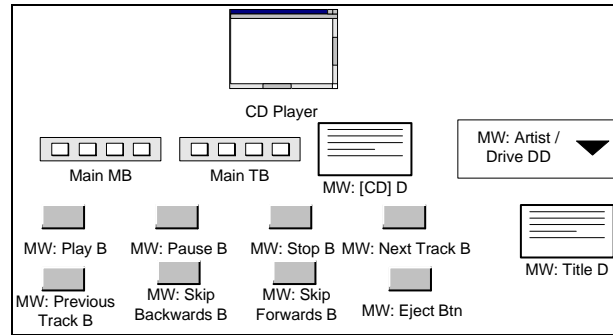 CD Player
Main MB
Main TB
MW: [CD] D
MW: Artist /
Drive DD
MW: Play B
MW: Pause B
MW: Stop B
MW: Next Track B
MW: Title D
MW: Previous
Track B
MW: Skip
Backwards B
MW: Skip
Forwards B
MW: Eject Btn